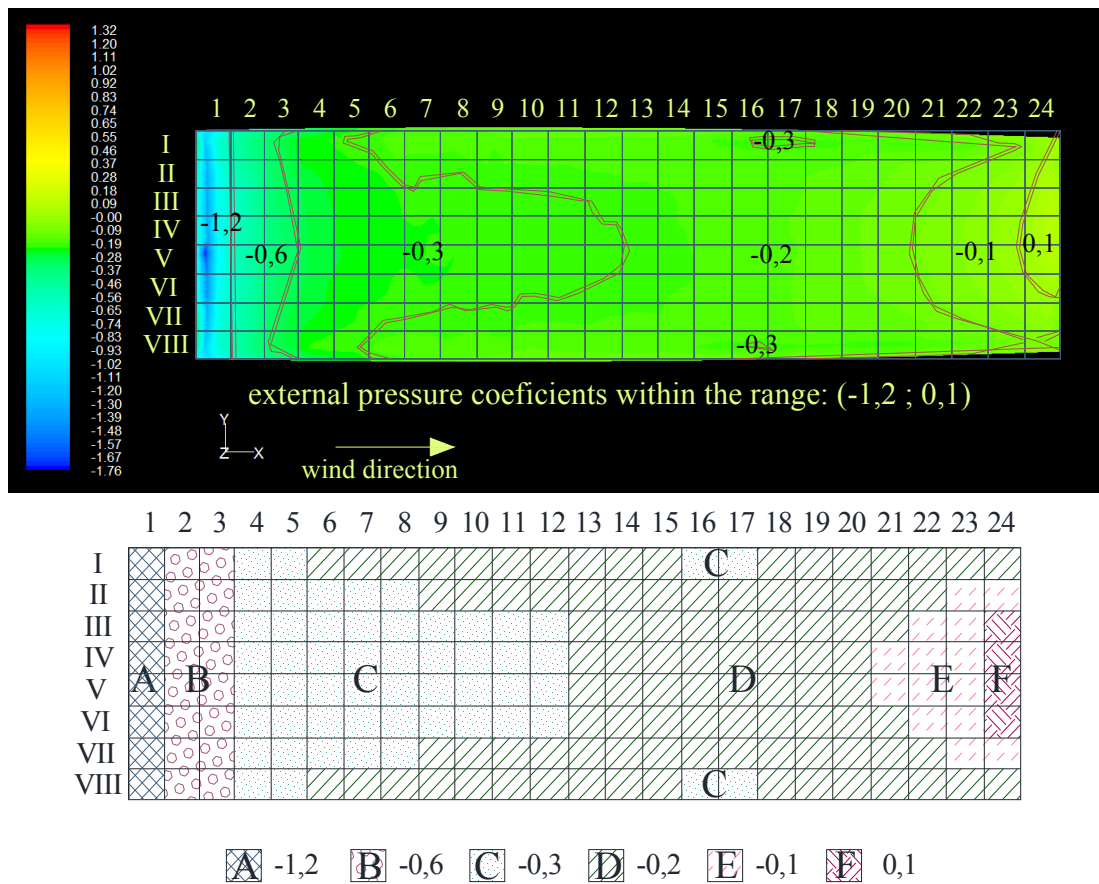 1.32
1.20
1.11
1.02
0.92
0.83
0.74
0.65
0.55
0.46
0.37
0.28
0.18
0.09
-0.00
-0.09
-0.19
-0.28
-0.37
-0.46
-0.56
-0.65
-0.74
-0.83
-0.93
-1.02
-1.11
-1.20
-1.30
-1.39
-1.48
-1.57
-1.67
-1.76
1 2 3 4 5 6 7 8 9 10 11 12 13 14 15 16 17 18 19 20 21 22 23 24
I
II
III
IV
V
VI
VII
VIII
-0,3
-1,2
-0,6 -0,3 -0,2 -0,1 0,1
-0,3
external pressure coeficients within the range: (-1,2 ; 0,1)
Y
Z X
wind direction
1 2 3 4 5 6 7 8 9 10 11 12 13 14 15 16 17 18 19 20 21 22 23 24
I
II
III
IV
V
VI
VII
VIII
C
A B C D E F
C
A -1,2 B -0,6 C -0,3 D -0,2 E -0,1 F 0,1